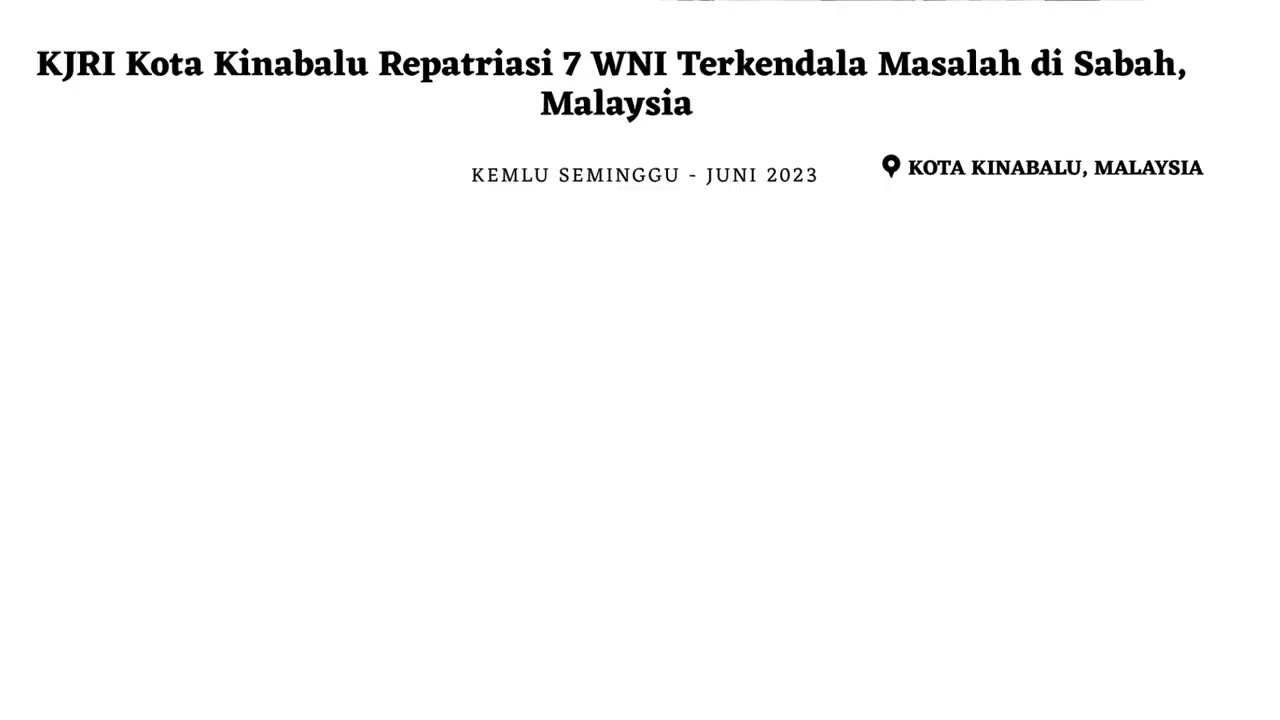 KJRI Kota Kinabalu Repatriasi 7 WNI Terkendala Masalah di Sabah,
Malaysia
KEMLU SEMINGGU - JUNI 2023
KOTA KINABALU, MALAYSIA